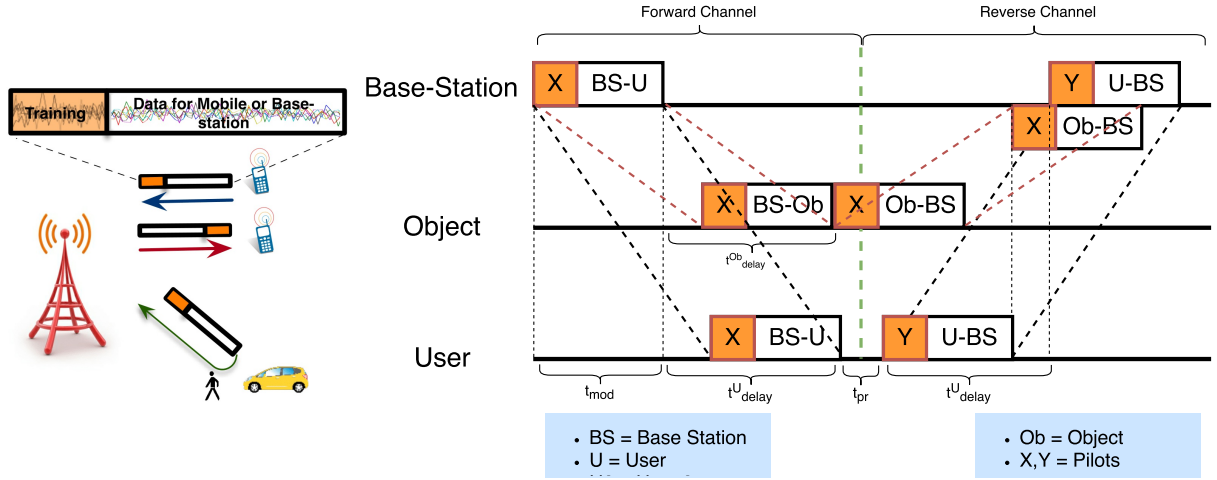 Forward Channel
Reverse Channel
Base-Station
X
BS-U
Y
U-BS
X
Ob-BS
Training
Data for Mobile or Base-
station
Object
X
BS-Ob
X
Ob-BS
tObdelay
User
X
BS-U
Y
U-BS
tmod
tUdelay
tpr
tUdelay
• BS = Base Station
• U = User
• Ob = Object
• X,Y = Pilots